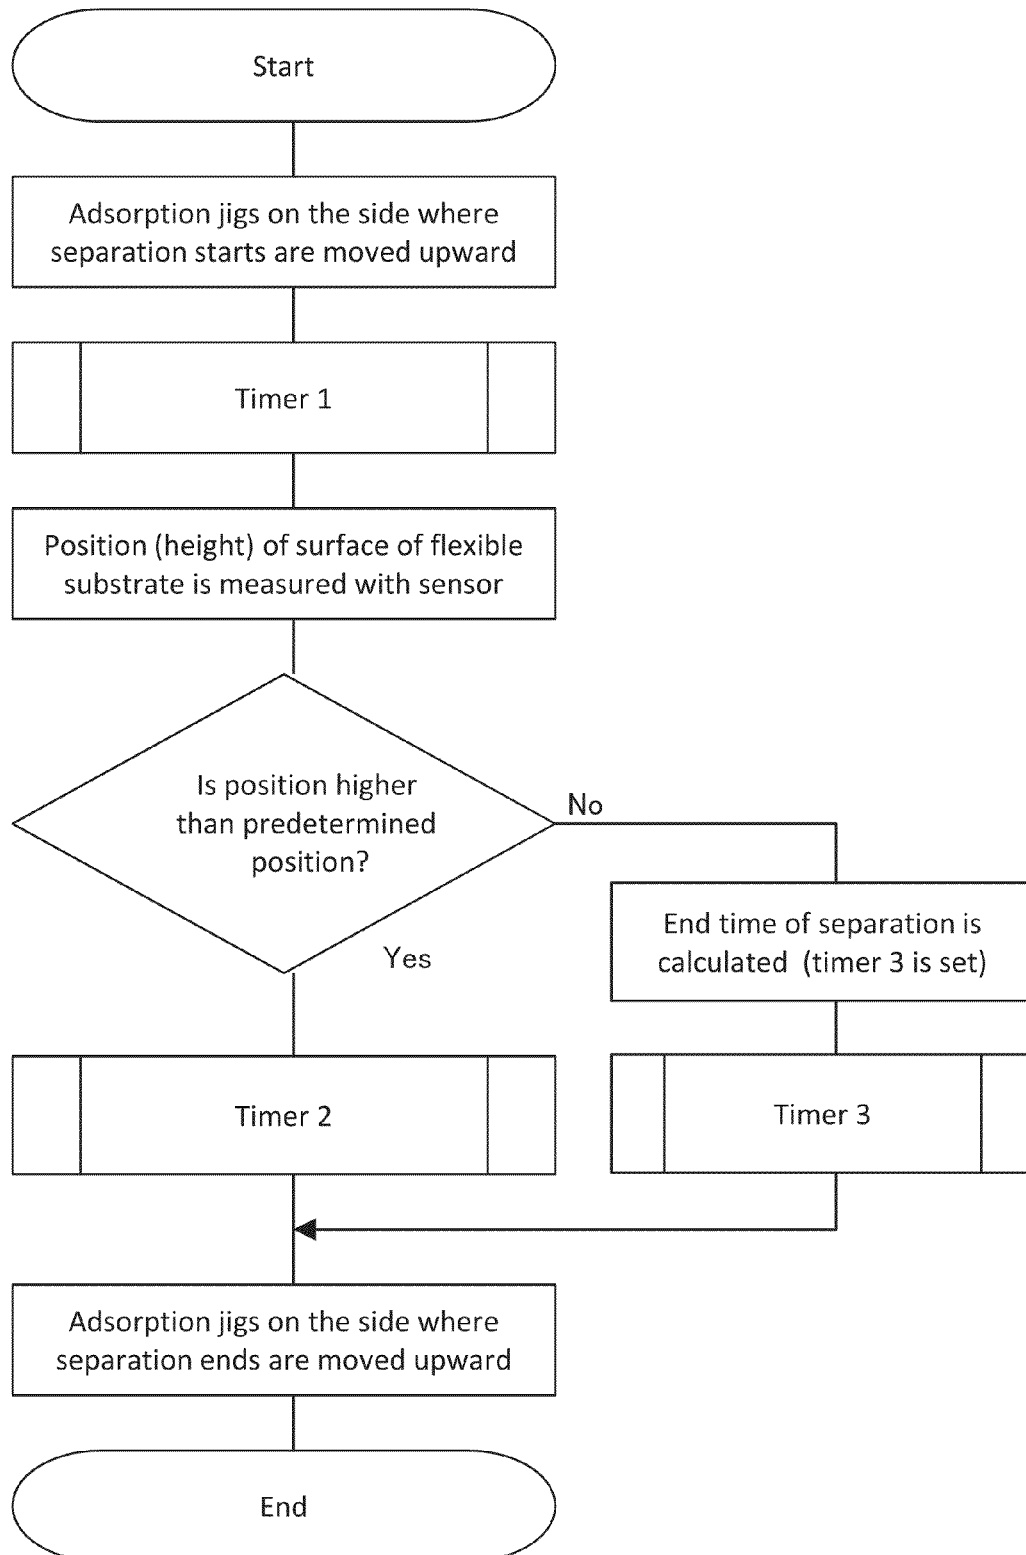 Start
Adsorption jigs on the side where
separation starts are moved upward
Timer 1
Position (height) of surface of flexible
substrate is measured with sensor
Is position higher
than predetermined
position?
No
Yes
End time of separation is
calculated (timer 3 is set)
Timer 2
Timer 3
Adsorption jigs on the side where
separation ends are moved upward
End